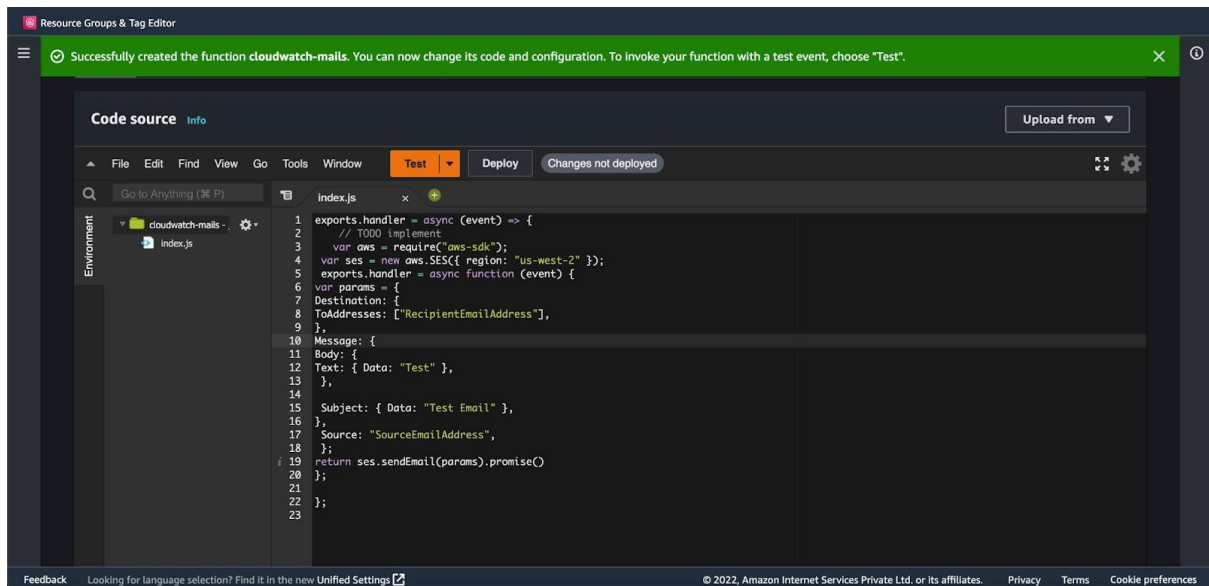 Resource Groups & Tag Editor
Successfully created the function cloudwatch-mails. You can now change its code and configuration. To invoke your function with a test event, choose "Test".
Code source Info
Upload from
File Edit Find View Go Tools Window Test Deploy Changes not deployed
Go to Anything (⌘ P)
index.js
Environment
cloudwatch-mails -
index.js
1 exports.handler = async (event) => {
2 // TODO implement
3 var aws = require("aws-sdk");
4 var ses = new aws.SES({ region: "us-west-2" });
5 exports.handler = async function (event) {
6 var params = {
7 Destination: {
8 ToAddresses: ["RecipientEmailAddress"],
9 },
10 Message: {
11 Body: {
12 Text: { Data: "Test" },
13 },
14
15 Subject: { Data: "Test Email" },
16 },
17 Source: "SourceEmailAddress",
18 };
19 return ses.sendEmail(params).promise()
20 };
21
22 };
23
Feedback Looking for language selection? Find it in the new Unified Settings © 2022, Amazon Internet Services Private Ltd. or its affiliates. Privacy Terms Cookie preferences